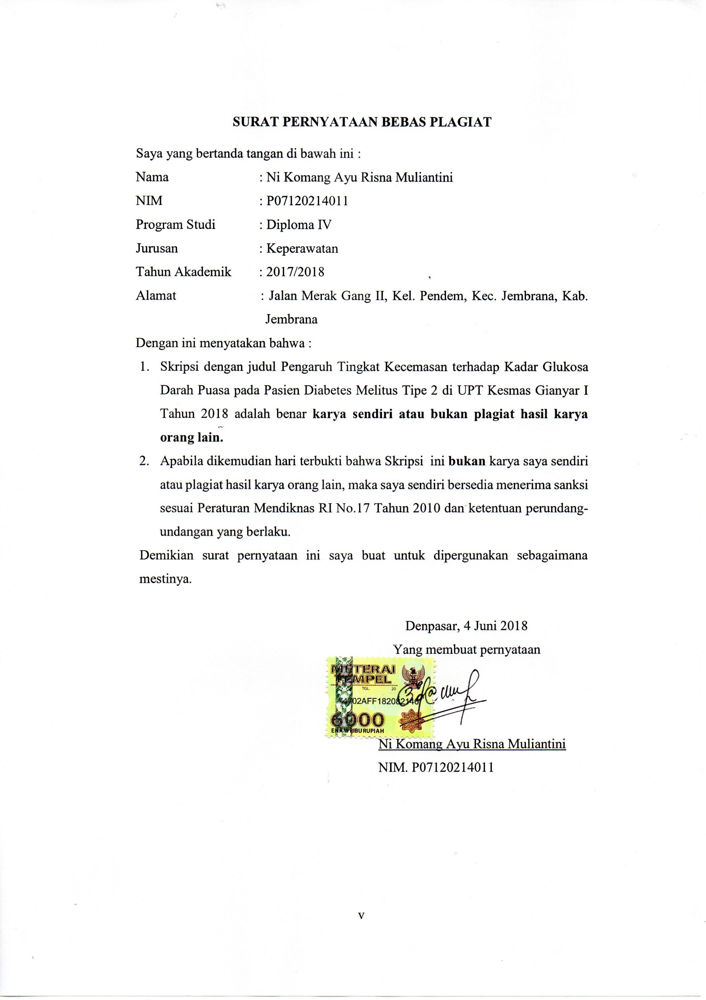 SURAT PERNYATAAN BEBAS PLAGIAT
Saya yang bertanda tangan di bawah ini :
Nama : Ni Komang Ayu Risna Muliantini
NIM : P07120214011
Program Studi : Diploma IV
Jurusan : Keperawatan
Tahun Akademik : 2017/2018
Alamat : Jalan Merak Gang II, Kel. Pendem, Kec. Jembrana, Kab.
Jembrana
Dengan ini menyatakan bahwa :
1. Skripsi dengan judul Pengaruh Tingkat Kecemasan terhadap Kadar Glukosa
Darah Puasa pada Pasien Diabetes Melitus Tipe 2 di UPT Kesmas Gianyar I
Tahun 2018 adalah benar karya sendiri atau bukan plagiat hasil karya
orang lain.
2. Apabila dikemudian hari terbukti bahwa Skripsi ini bukan karya saya sendiri
atau plagiat hasil karya orang lain, maka saya sendiri bersedia menerima sanksi
sesuai Peraturan Mendiknas RI No.17 Tahun 2010 dan ketentuan perundang-
undangan yang berlaku.
Demikian surat pernyataan ini saya buat untuk dipergunakan sebagaimana
mestinya.
Denpasar, 4 Juni 2018
Yang membuat pernyataan
METERAI
TEMPEL
TGL. 20
6000
ENAM RIBU RUPIAH
Ni Komang Ayu Risna Muliantini
NIM. P07120214011
v